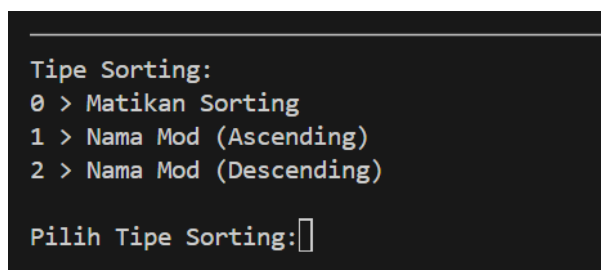 Tipe Sorting:
0 > Matikan Sorting
1 > Nama Mod (Ascending)
2 > Nama Mod (Descending)
Pilih Tipe Sorting: